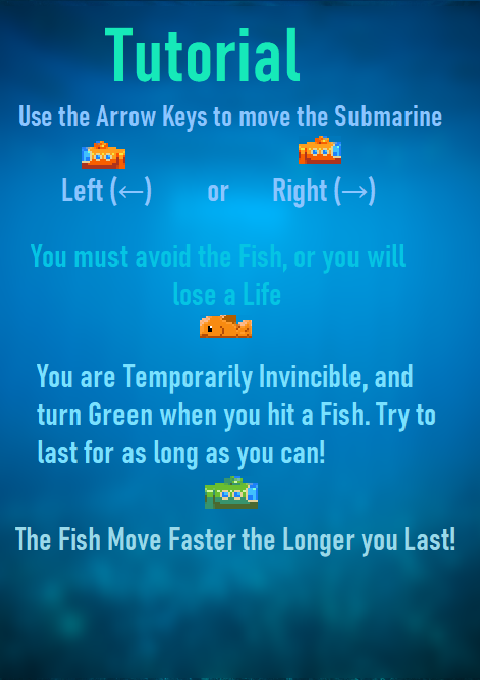 Tutorial
Use the Arrow Keys to move the Submarine
Left (←) or Right (→)
You must avoid the Fish, or you will
lose a Life
You are Temporarily Invincible, and
turn Green when you hit a Fish. Try to
last for as long as you can!
The Fish Move Faster the Longer you Last!